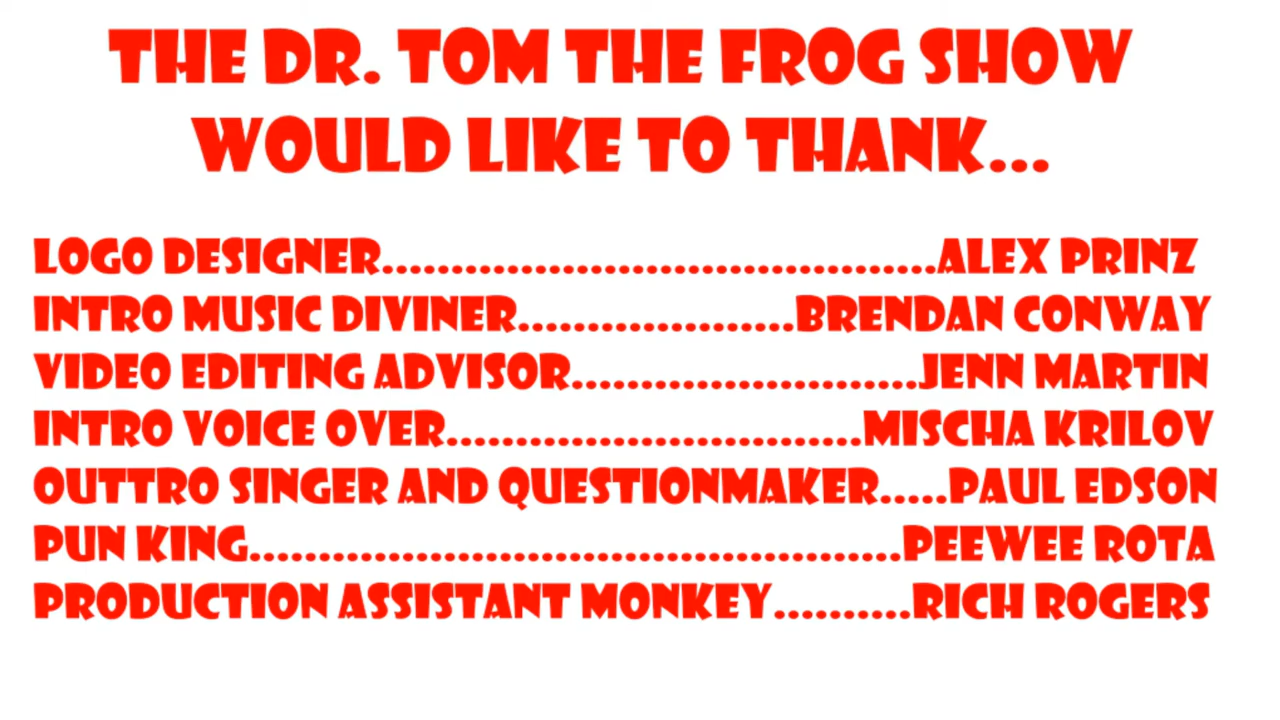 THE DR. TOM THE FROG SHOW
WOULD LIKE TO THANK...
LOGO DESIGNER........................................ALEX PRINZ
INTRO MUSIC DIVINER....................BRENDAN CONWAY
VIDEO EDITING ADVISOR.........................JENN MARTIN
INTRO VOICE OVER..............................MISCHA KRILOV
OUTTRO SINGER AND QUESTIONMAKER.....PAUL EDSON
PUN KING...............................................PEEWEE ROTA
PRODUCTION ASSISTANT MONKEY..........RICH ROGERS